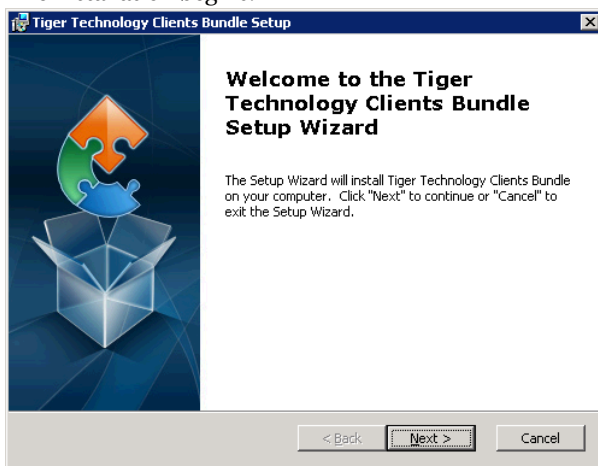 Tiger Technology Clients Bundle Setup
Welcome to the Tiger
Technology Clients Bundle
Setup Wizard
The Setup Wizard will install Tiger Technology Clients Bundle
on your computer. Click "Next" to continue or "Cancel" to
exit the Setup Wizard.
< Back
Next >
Cancel